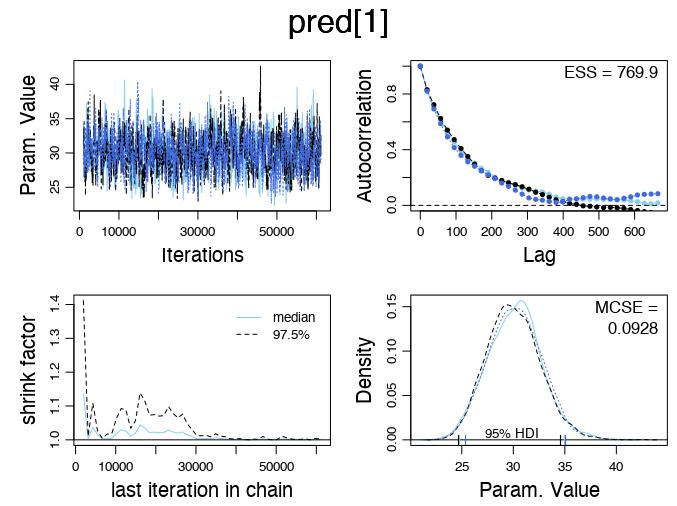 pred[1]
Param. Value
25 30 35 40
0 10000 30000 50000
Iterations
Autocorrelation
0.0 0.4 0.8
ESS = 769.9
0 100 200 300 400 500 600
Lag
shrink factor
1.0 1.1 1.2 1.3 1.4
median
97.5%
0 10000 30000 50000
last iteration in chain
Density
0.00 0.05 0.10 0.15
MCSE =
0.0928
95% HDI
25 30 35 40
Param. Value